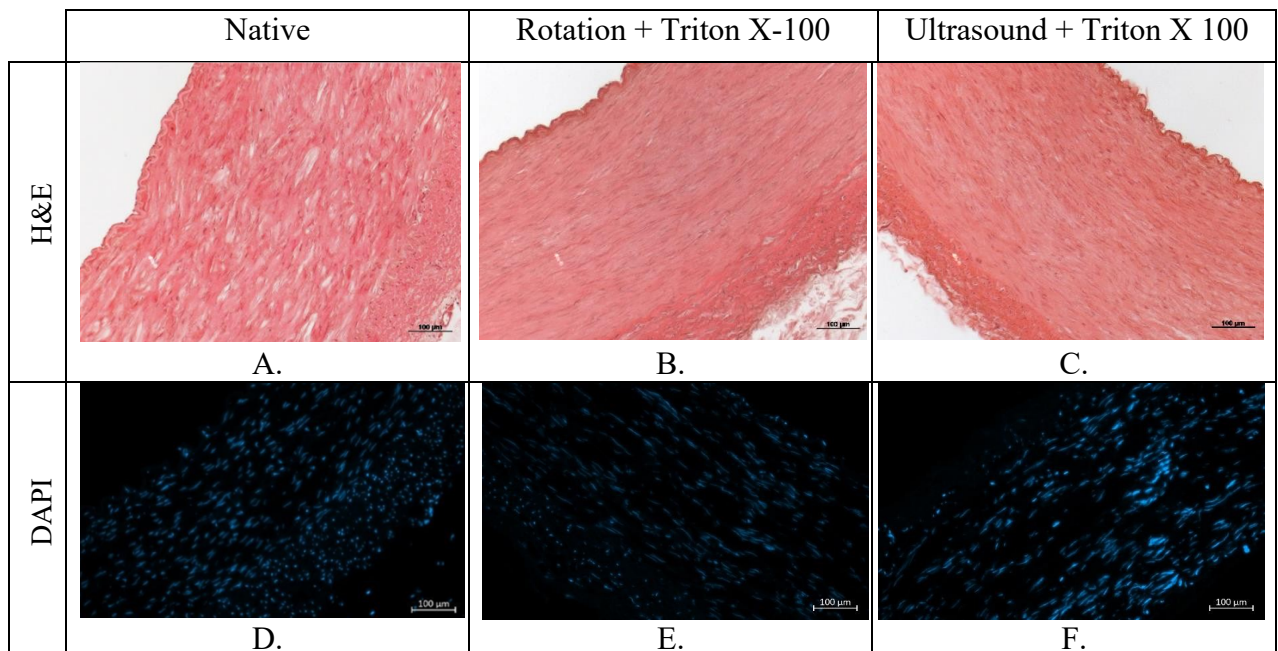 Native
Rotation + Triton X-100
Ultrasound + Triton X 100
H&E
100 µm
100 µm
100 µm
A.
B.
C.
DAPI
100 µm
100 µm
100 µm
D.
E.
F.